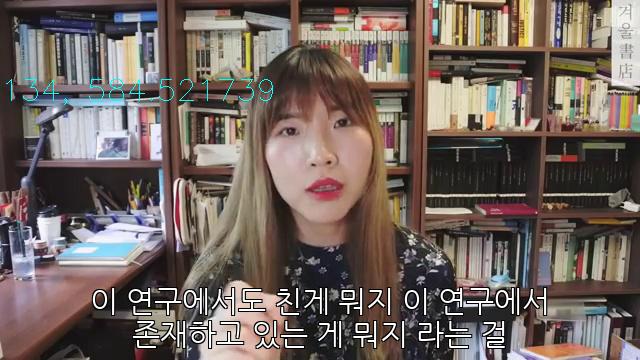 겨울書店
134, 584.521739
이 연구에서도 친게 뭐지 이 연구에서
존재하고 있는 게 뭐지 라는 걸